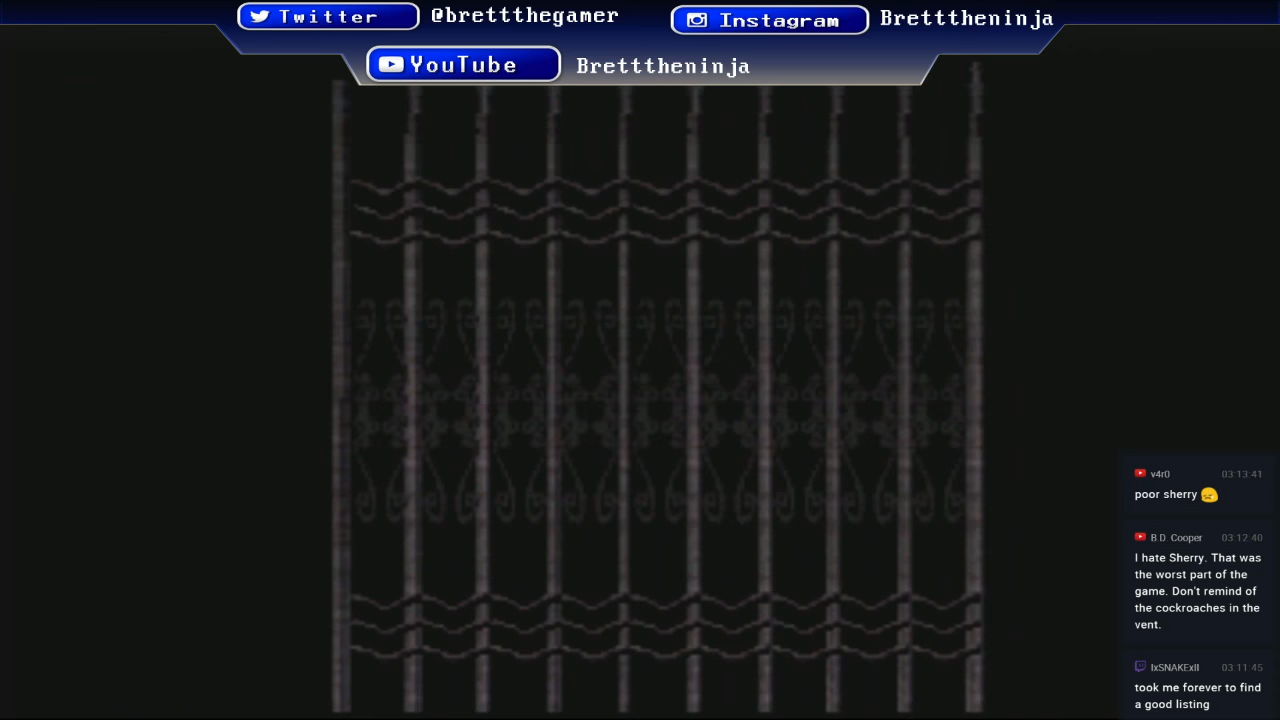 Twitter @brettthegamer Instagram Bretttheninja
YouTube Bretttheninja
v4r0 03:13:41
poor sherry
B.D. Cooper 03:12:40
I hate Sherry. That was
the worst part of the
game. Don't remind of
the cockroaches in the
vent.
IxSNAKExII 03:11:45
took me forever to find
a good listing